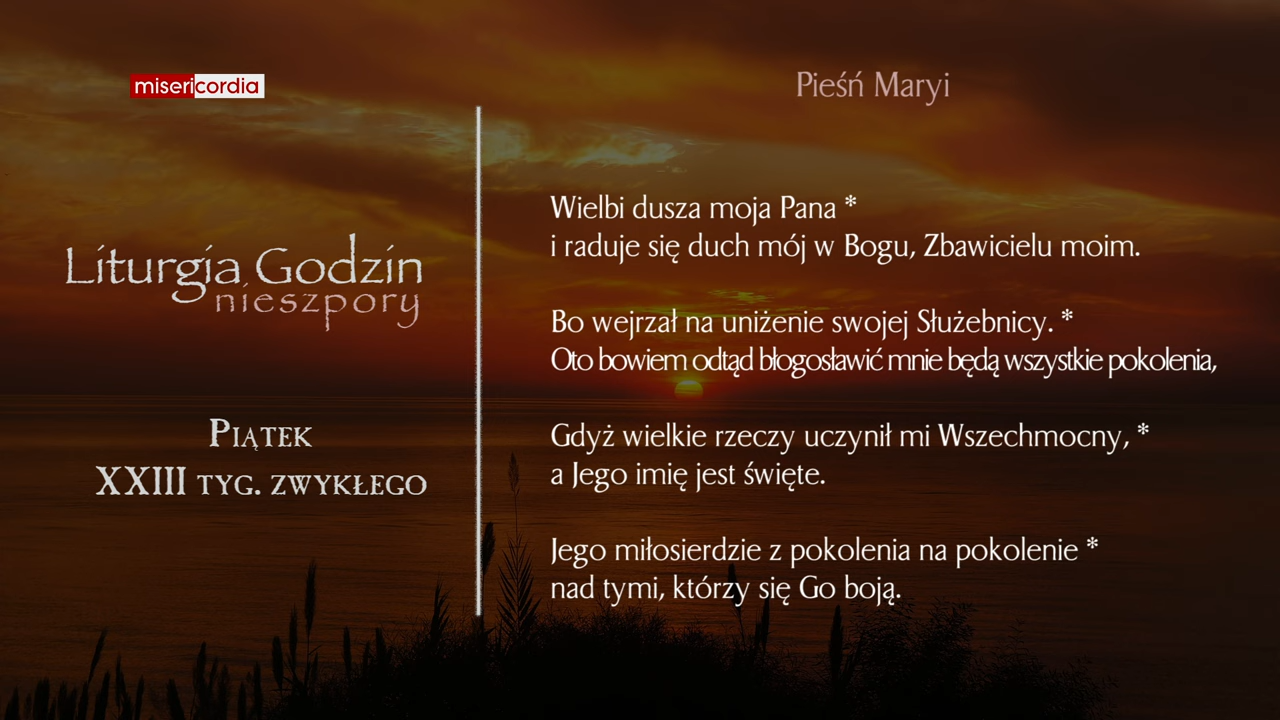 misericordia
Liturgia Godzin
nieszpory
Piątek
XXIII tyg. zwykłego
Pieśń Maryi
Wielbi dusza moja Pana *
i raduje się duch mój w Bogu, Zbawicielu moim.
Bo wejrzał na uniżenie swojej Służebnicy. *
Oto bowiem odtąd błogosławić mnie będą wszystkie pokolenia,
Gdyż wielkie rzeczy uczynił mi Wszechmocny, *
a Jego imię jest święte.
Jego miłosierdzie z pokolenia na pokolenie *
nad tymi, którzy się Go boją.